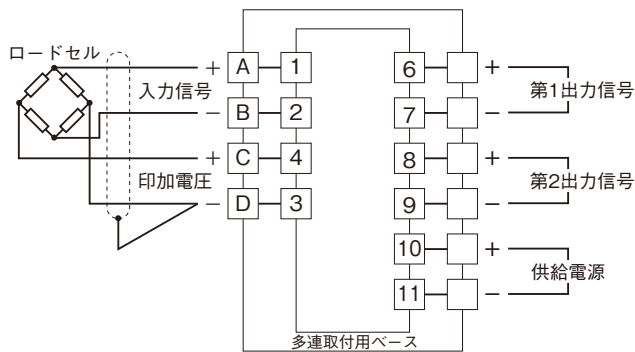 ロードセル
入力信号
印加電圧
+ A 1
− B 2
+ C 4
− D 3
6 +
7 −
第1出力信号
8 +
9 −
第2出力信号
10 +
11 −
供給電源
多連取付用ベース